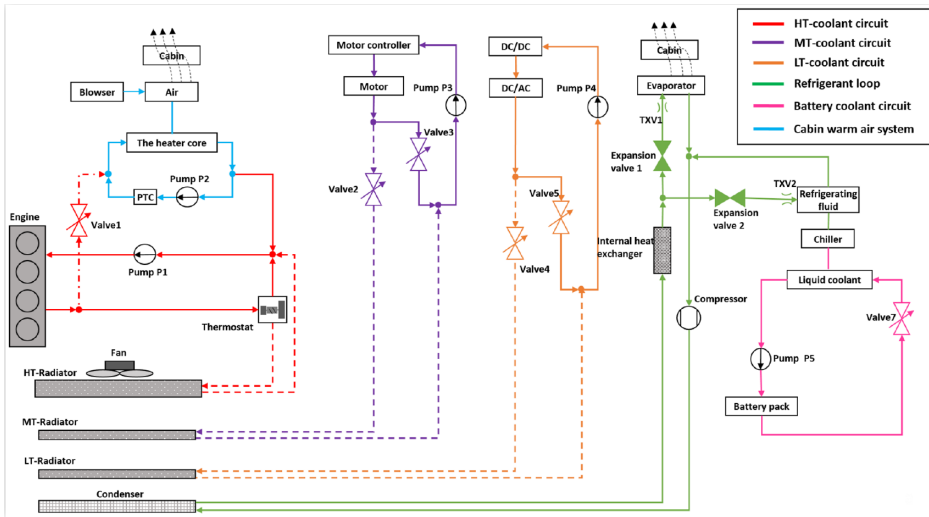 Cabin
Blowser
Air
The heater core
PTC
Pump P2
Valve1
Engine
Pump P1
Thermostat
Fan
HT-Radiator
MT-Radiator
LT-Radiator
Condenser
Motor controller
Motor
Pump P3
Valve3
Valve2
DC/DC
DC/AC
Pump P4
Valve5
Valve4
Cabin
Evaporator
TXV1
Expansion
valve 1
TXV2
Expansion
valve 2
Refrigerating
fluid
Internal heat
exchanger
Chiller
Liquid coolant
Compressor
Valve7
Pump P5
Battery pack
HT-coolant circuit
MT-coolant circuit
LT-coolant circuit
Refrigerant loop
Battery coolant circuit
Cabin warm air system